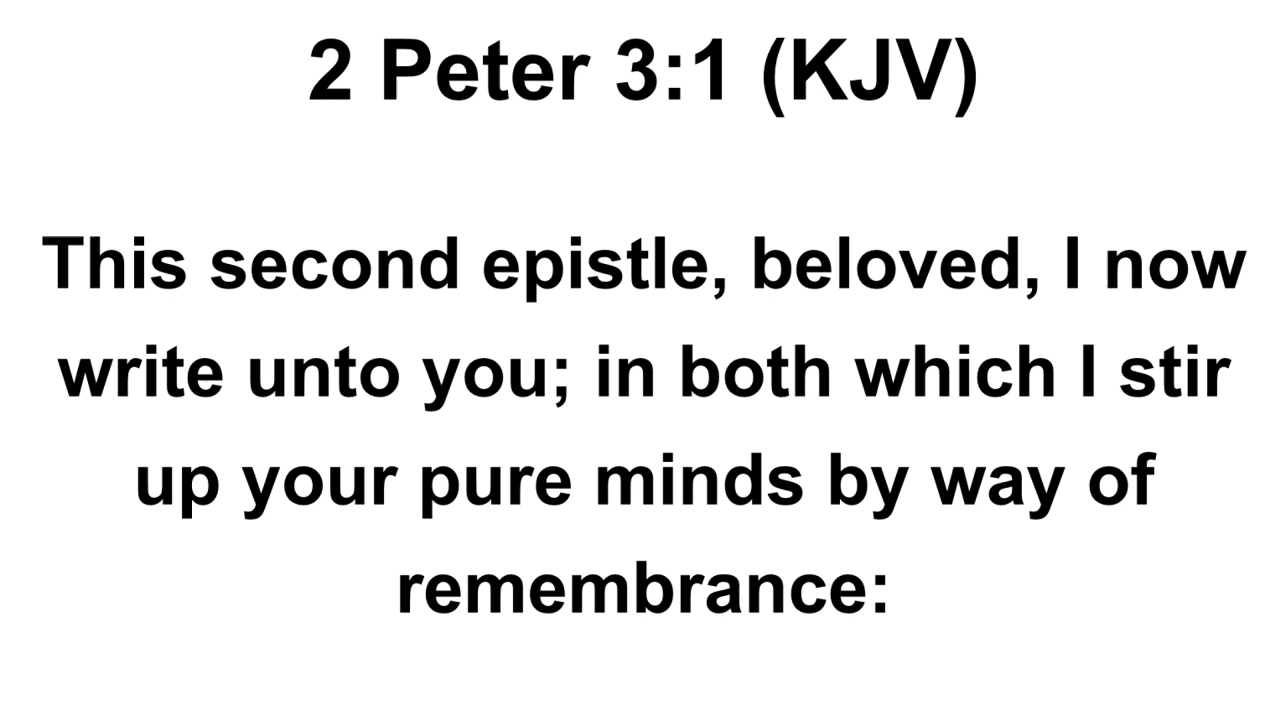 2 Peter 3:1 (KJV)
This second epistle, beloved, I now
write unto you; in both which I stir
up your pure minds by way of
remembrance: